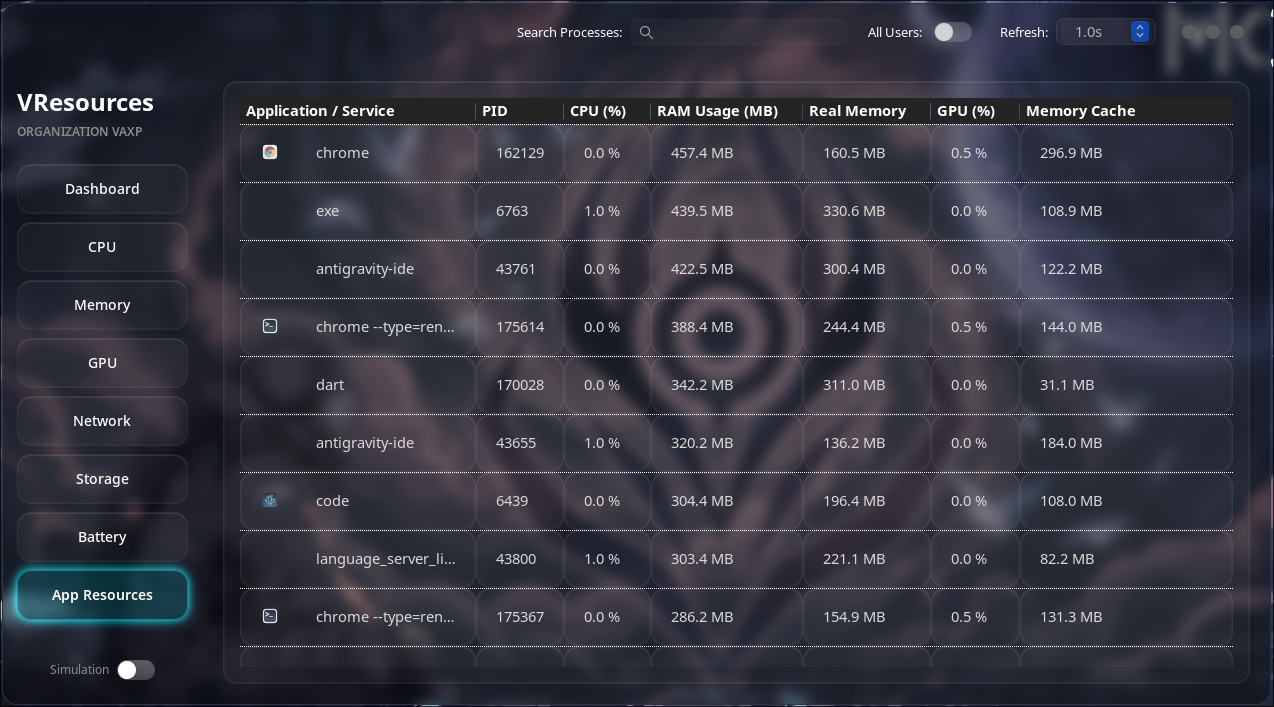 Search Processes: All Users: Refresh: 1.0s
VResources
ORGANIZATION VAXP
Dashboard
CPU
Memory
GPU
Network
Storage
Battery
App Resources
Simulation
Application / Service PID CPU (%) RAM Usage (MB) Real Memory GPU (%) Memory Cache
chrome 162129 0.0 % 457.4 MB 160.5 MB 0.5 % 296.9 MB
exe 6763 1.0 % 439.5 MB 330.6 MB 0.0 % 108.9 MB
antigravity-ide 43761 0.0 % 422.5 MB 300.4 MB 0.0 % 122.2 MB
chrome --type=ren... 175614 0.0 % 388.4 MB 244.4 MB 0.5 % 144.0 MB
dart 170028 0.0 % 342.2 MB 311.0 MB 0.0 % 31.1 MB
antigravity-ide 43655 1.0 % 320.2 MB 136.2 MB 0.0 % 184.0 MB
code 6439 0.0 % 304.4 MB 196.4 MB 0.0 % 108.0 MB
language_server_li... 43800 1.0 % 303.4 MB 221.1 MB 0.0 % 82.2 MB
chrome --type=ren... 175367 0.0 % 286.2 MB 154.9 MB 0.5 % 131.3 MB